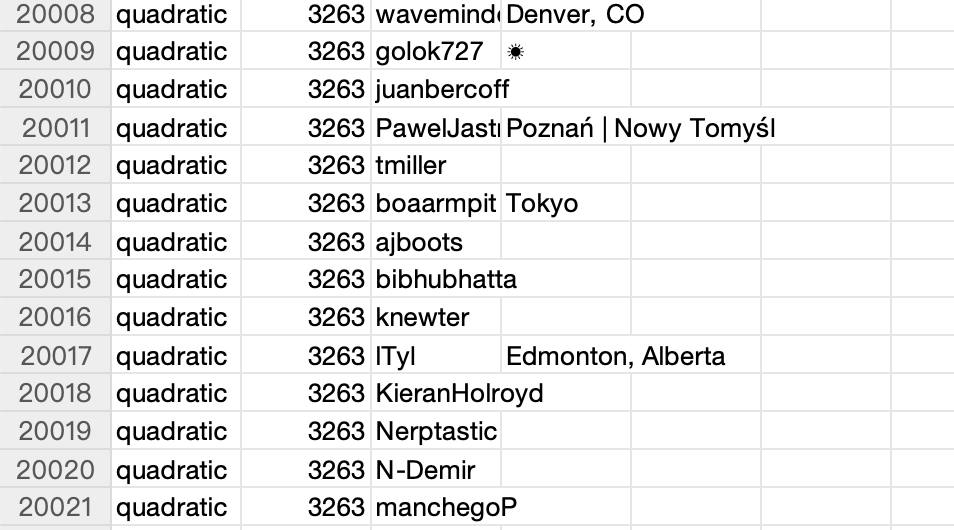 20008 quadratic 3263 waveminde Denver, CO
20009 quadratic 3263 golok727 ☀
20010 quadratic 3263 juanbercoff
20011 quadratic 3263 PawelJast Poznań | Nowy Tomyśl
20012 quadratic 3263 tmiller
20013 quadratic 3263 boaarmpit Tokyo
20014 quadratic 3263 ajboots
20015 quadratic 3263 bibhubhatta
20016 quadratic 3263 knewter
20017 quadratic 3263 lTyl Edmonton, Alberta
20018 quadratic 3263 KieranHolroyd
20019 quadratic 3263 Nerptastic
20020 quadratic 3263 N-Demir
20021 quadratic 3263 manchegoP